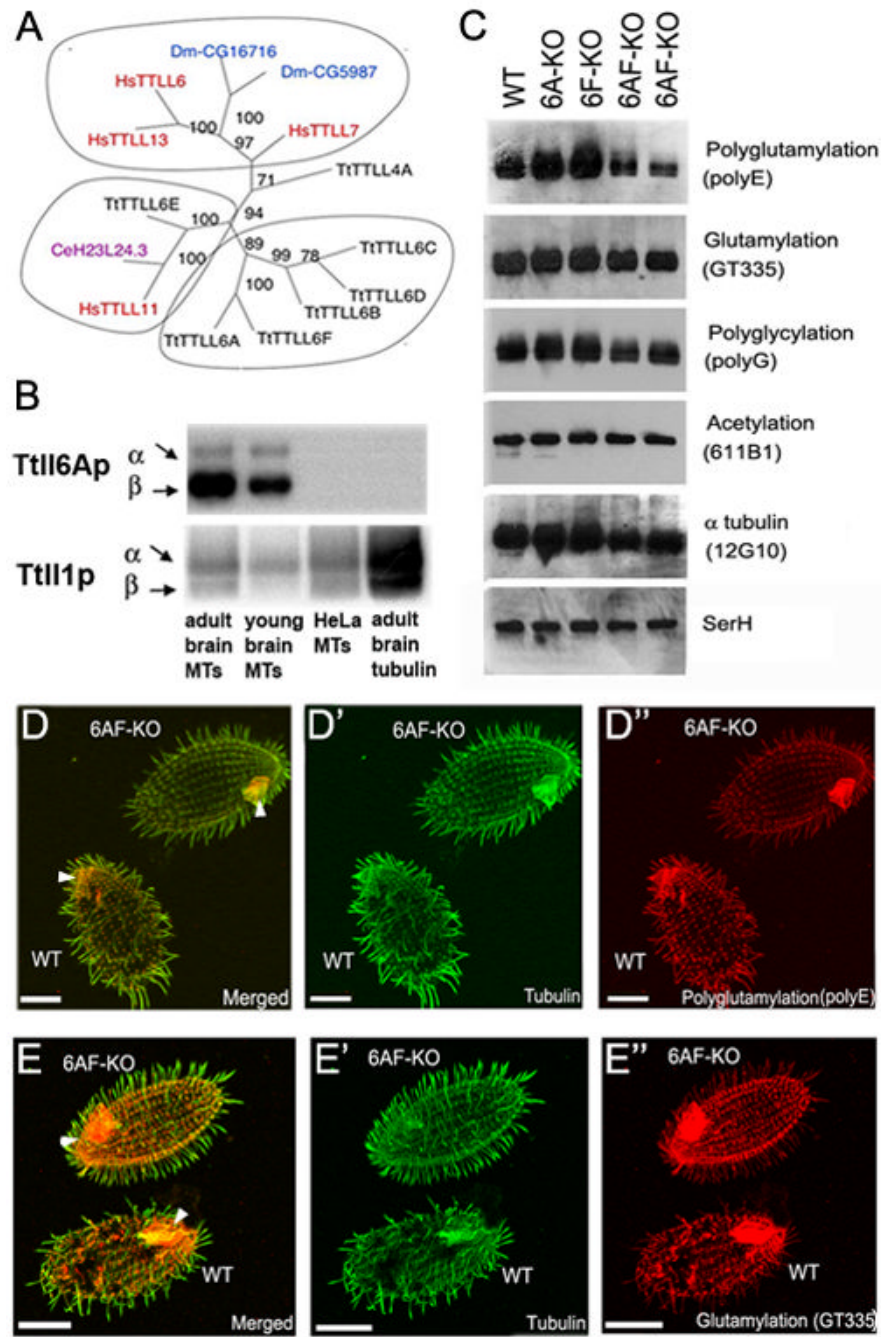 A
Dm-CG16716
HsTTLL6
Dm-CG5987
100
HsTTLL13
100
97
HsTTLL7
71
TtTTLL4A
TtTTLL6E
100
94
CeH23L24.3
100
89
99
78
TtTTLL6C
100
HsTTLL11
TtTTLL6D
TtTTLL6B
TtTTLL6A
TtTTLL6F
B
Ttll6Ap
α
β
Ttll1p
α
β
adult brain MTs
young brain MTs
HeLa MTs
adult brain tubulin
C
WT
6A-KO
6F-KO
6AF-KO
6AF-KO
Polyglutamylation
(polyE)
Glutamylation
(GT335)
Polyglycylation
(polyG)
Acetylation
(611B1)
α tubulin
(12G10)
SerH
D
6AF-KO
WT
Merged
D'
6AF-KO
WT
Tubulin
D"
6AF-KO
WT
Polyglutamylation(polyE)
E
6AF-KO
WT
Merged
E'
6AF-KO
WT
Tubulin
E"
6AF-KO
WT
Glutamylation (GT335)